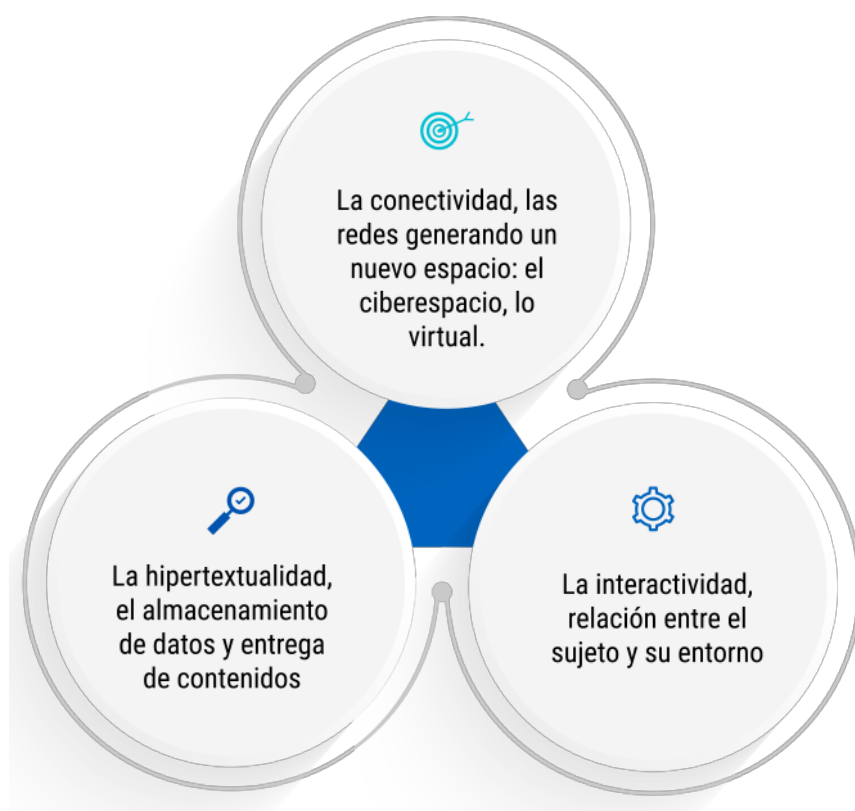 La conectividad, las
redes generando un
nuevo espacio: el
ciberespacio, lo
virtual.
La hipertextualidad,
el almacenamiento
de datos y entrega
de contenidos
La interactividad,
relación entre el
sujeto y su entorno